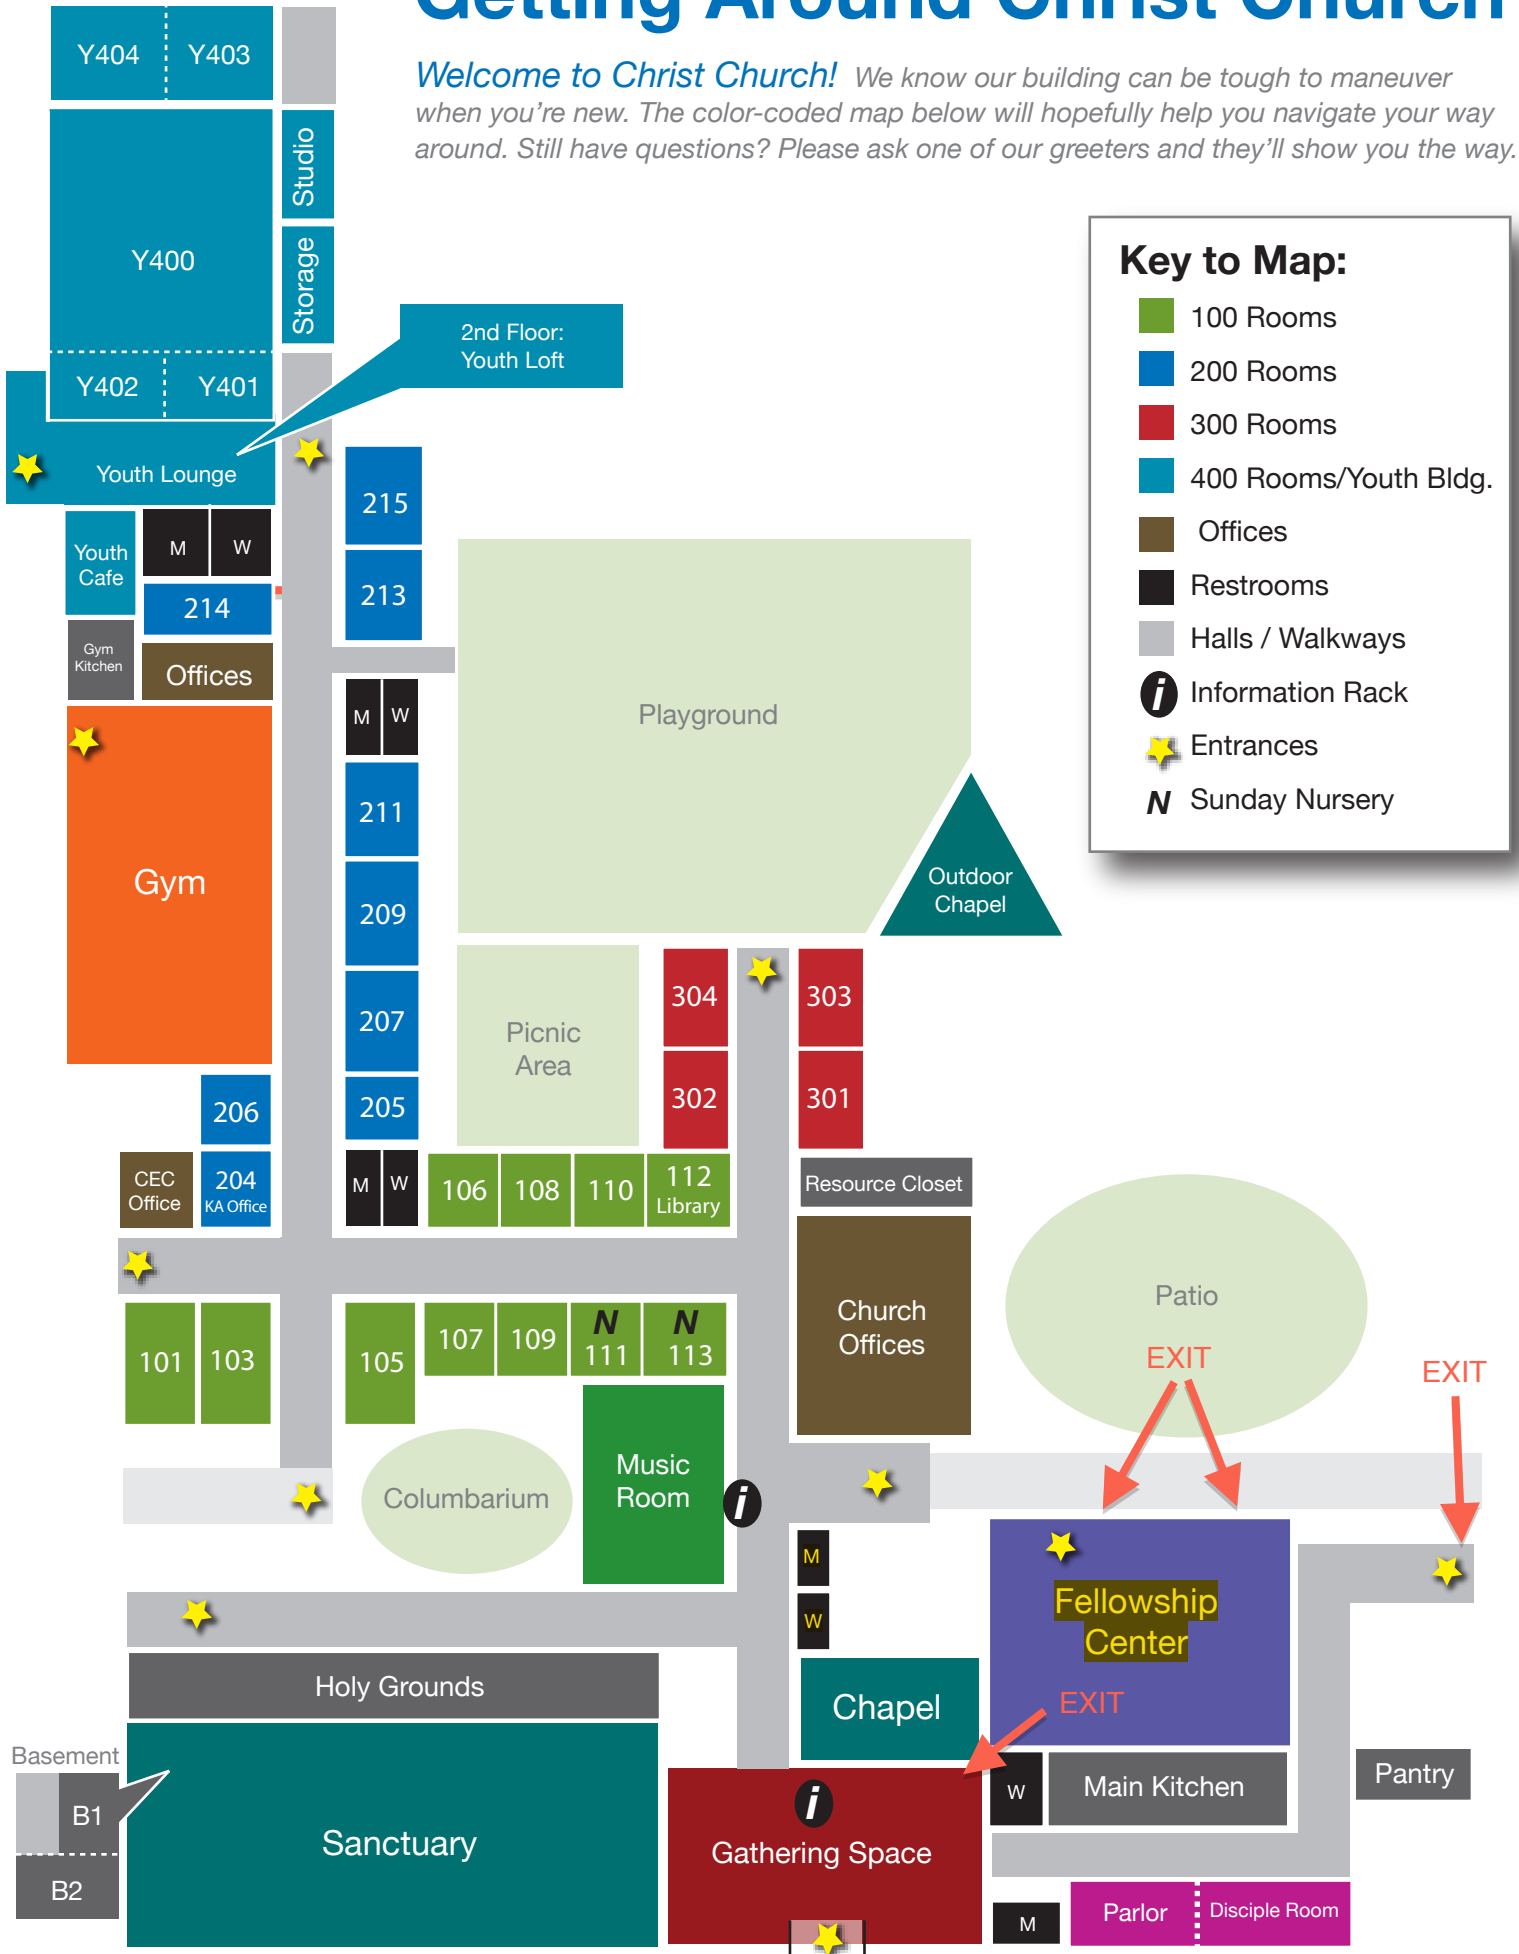 Getting Around Christ Church
Welcome to Christ Church! We know our building can be tough to maneuver
when you're new. The color-coded map below will hopefully help you navigate your way
around. Still have questions? Please ask one of our greeters and they'll show you the way.
Y404
Y403
Studio
Storage
Y400
Y402
Y401
2nd Floor:
Youth Loft
Youth Lounge
Youth
Cafe
M
W
214
Gym
Kitchen
Offices
215
213
M
W
Gym
211
209
207
205
206
CEC
Office
204
KA Office
M
W
Playground
Outdoor
Chapel
Picnic
Area
304
303
302
301
106
108
110
112
Library
Resource Closet
Key to Map:
100 Rooms
200 Rooms
300 Rooms
400 Rooms/Youth Bldg.
Offices
Restrooms
Halls / Walkways
i Information Rack
Entrances
N Sunday Nursery
101
103
105
107
109
N
111
N
113
Church
Offices
Patio
EXIT
EXIT
Columbarium
Music
Room
i
M
W
Fellowship
Center
EXIT
Holy Grounds
Chapel
Basement
B1
B2
Sanctuary
i
Gathering Space
W
Main Kitchen
Pantry
M
Parlor
Disciple Room